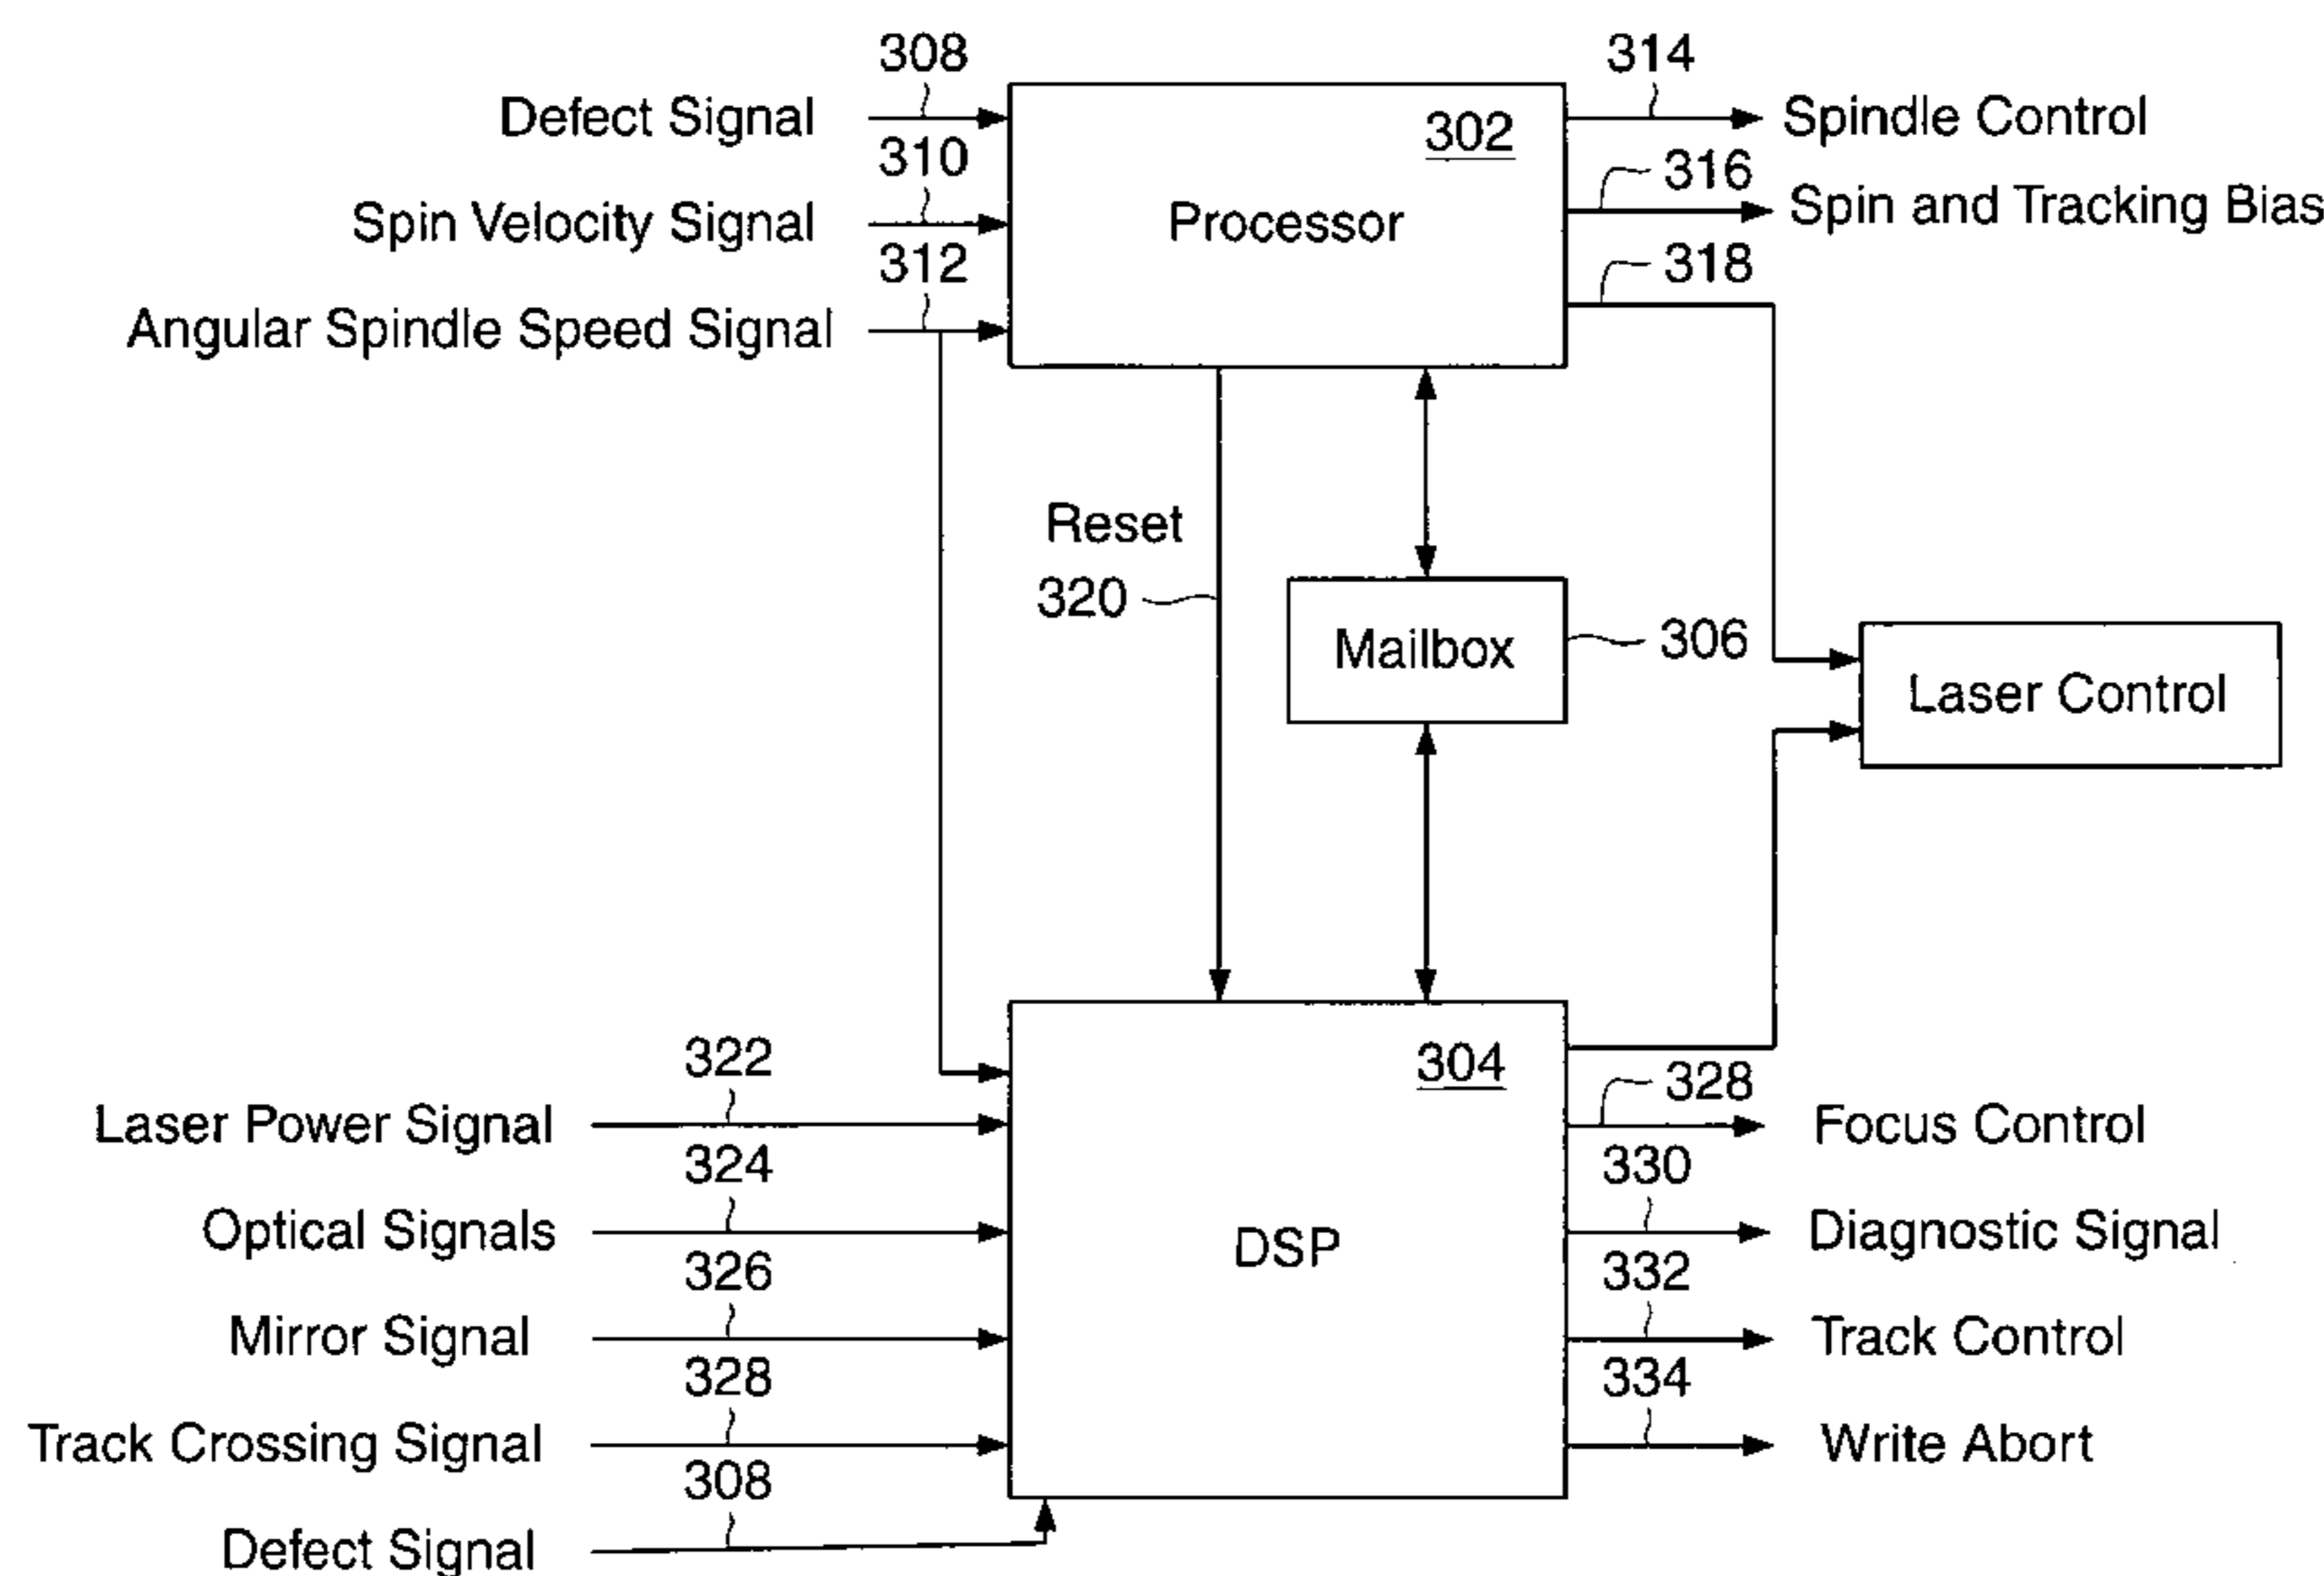 308
314
Defect Signal
302
Spindle Control
310
316
Spin Velocity Signal
Processor
Spin and Tracking Bias
312
318
Angular Spindle Speed Signal
Reset
320
Mailbox
306
Laser Control
322
304
328
Laser Power Signal
Focus Control
324
330
Optical Signals
DSP
Diagnostic Signal
326
332
Mirror Signal
Track Control
328
334
Track Crossing Signal
Write Abort
308
Defect Signal